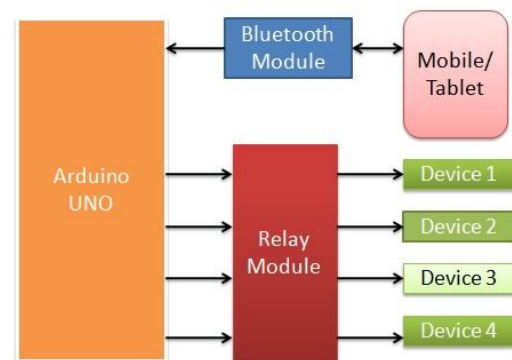 Bluetooth
Module
Mobile/
Tablet
Arduino
UNO
Relay
Module
Device 1
Device 2
Device 3
Device 4